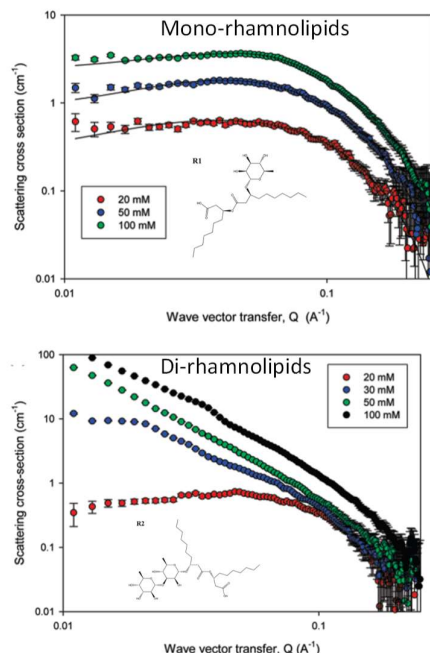 Mono-rhamnolipids
Scattering cross section (cm⁻¹)
10
1
0.1
0.01
R1
20 mM
50 mM
100 mM
0.01
0.1
Wave vector transfer, Q (A⁻¹)
Di-rhamnolipids
Scattering cross-section (cm⁻¹)
100
10
1
0.1
0.01
20 mM
30 mM
50 mM
100 mM
R2
0.01
0.1
Wave vector transfer, Q (A⁻¹)